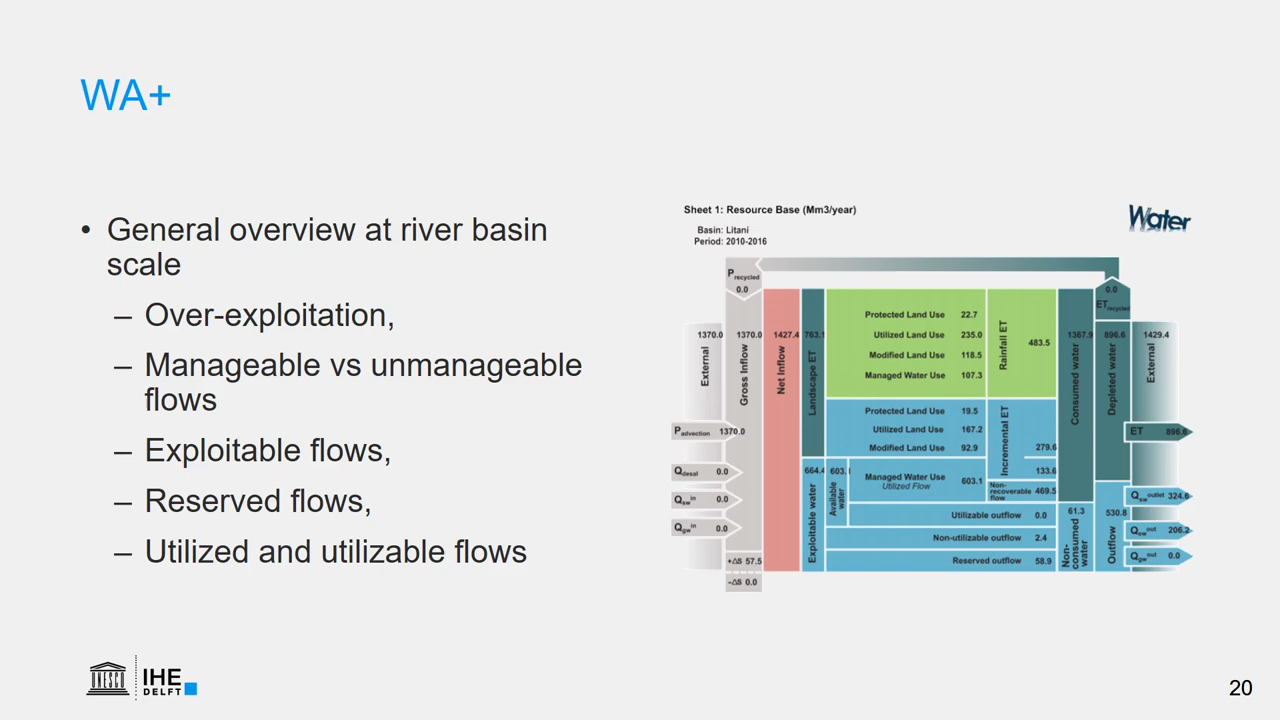 WA+
• General overview at river basin
scale
– Over-exploitation,
– Manageable vs unmanageable
flows
– Exploitable flows,
– Reserved flows,
– Utilized and utilizable flows
Sheet 1: Resource Base (Mm3/year)
Basin: Litani
Period: 2010-2016
Water
P recycled
0.0
External
1370.0
Gross Inflow
1370.0
Net Inflow
1427.4
Landscape ET
763.1
Protected Land Use 22.7
Utilized Land Use 235.0
Modified Land Use 118.5
Managed Water Use 107.3
Rainfall ET
483.5
Protected Land Use 19.5
Utilized Land Use 167.2
Modified Land Use 92.9
Incremental ET
279.6
133.6
Managed Water Use
Utilized Flow
603.1
Non-
recoverable
flow
469.5
Exploitable water
664.4
Available
water
603.
Utilizable outflow 0.0
Non-utilizable outflow 2.4
Reserved outflow 58.9
Consumed water
1367.9
Non-
consumed
water
61.3
0.0
ET recycled
Depleted water
896.6
Outflow
530.8
External
1429.4
P advection 1370.0
Q desal 0.0
Q sw in 0.0
Q gw in 0.0
+ΔS 57.5
-ΔS 0.0
ET 896.6
Q sw outlet 324.6
Q sw out 206.2
Q gw out 0.0
UNESCO
IHE
DELFT
20